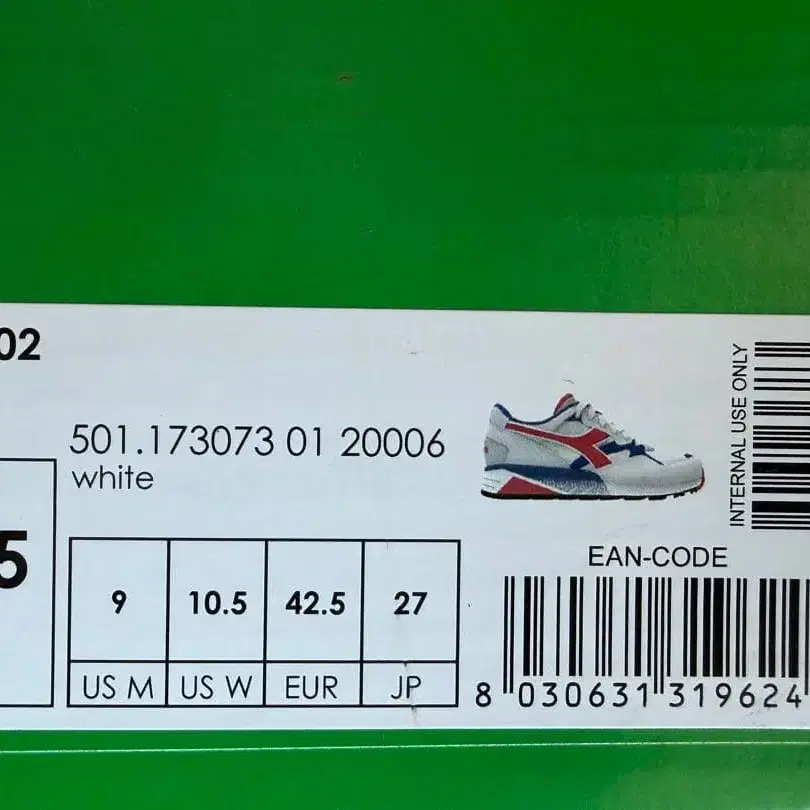 02
501.173073 01 20006
white
5
9 10.5 42.5 27
US M US W EUR JP
INTERNAL USE ONLY
EAN-CODE
8 030631 319624